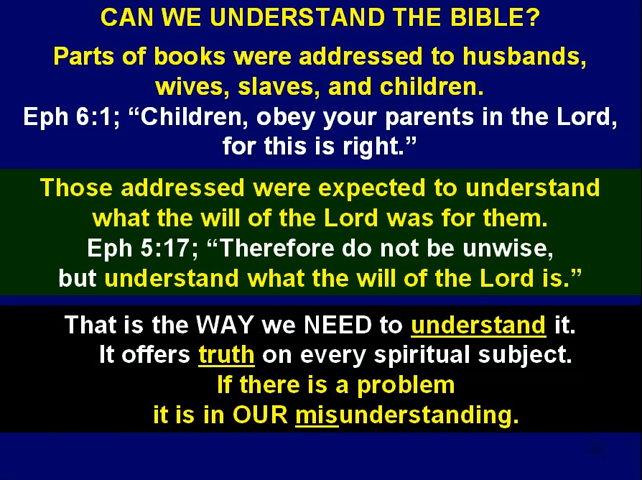 CAN WE UNDERSTAND THE BIBLE?
Parts of books were addressed to husbands,
wives, slaves, and children.
Eph 6:1; “Children, obey your parents in the Lord,
for this is right.”
Those addressed were expected to understand
what the will of the Lord was for them.
Eph 5:17; “Therefore do not be unwise,
but understand what the will of the Lord is.”
That is the WAY we NEED to understand it.
It offers truth on every spiritual subject.
If there is a problem
it is in OUR misunderstanding.